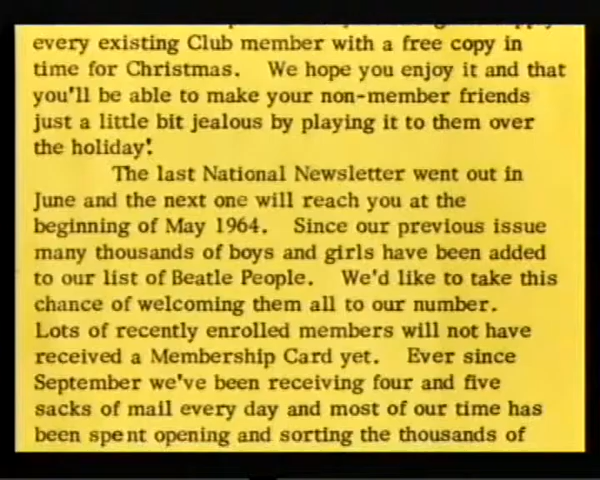 every existing Club member with a free copy in
time for Christmas. We hope you enjoy it and that
you'll be able to make your non-member friends
just a little bit jealous by playing it to them over
the holiday!
The last National Newsletter went out in
June and the next one will reach you at the
beginning of May 1964. Since our previous issue
many thousands of boys and girls have been added
to our list of Beatle People. We'd like to take this
chance of welcoming them all to our number.
Lots of recently enrolled members will not have
received a Membership Card yet. Ever since
September we've been receiving four and five
sacks of mail every day and most of our time has
been spent opening and sorting the thousands of